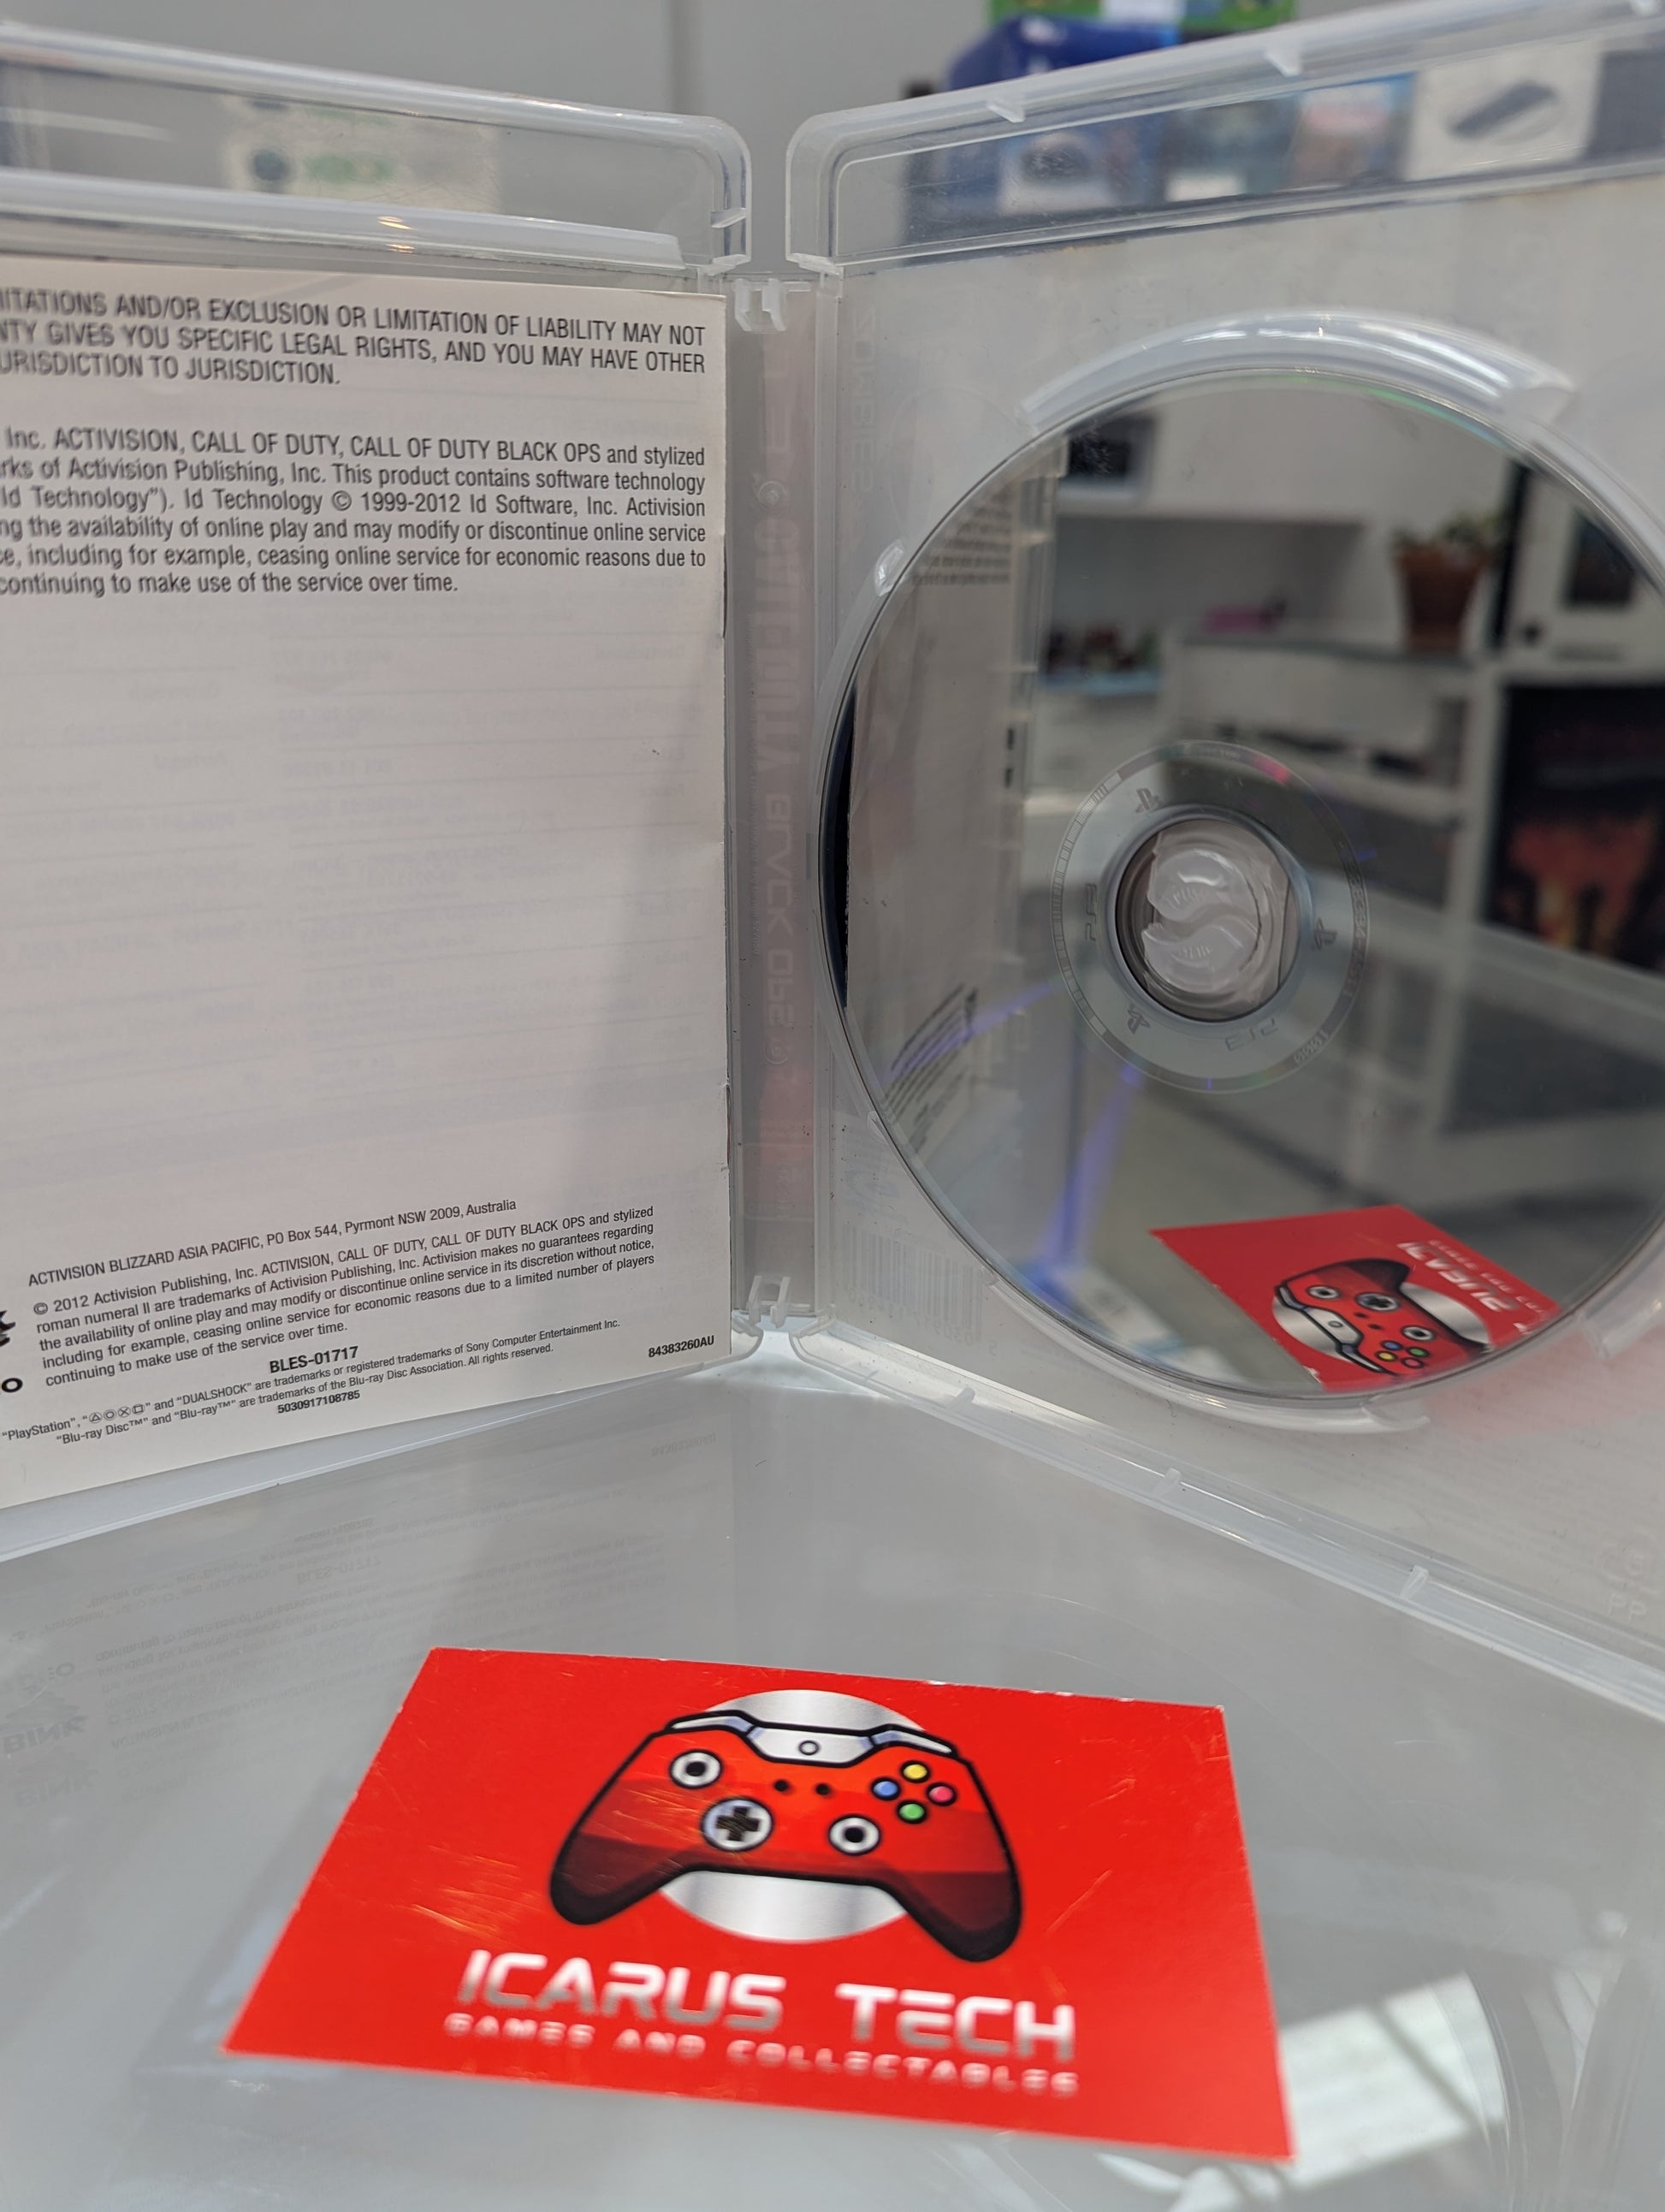 ITATIONS AND/OR EXCLUSION OR LIMITATION OF LIABILITY MAY NOT
NTY GIVES YOU SPECIFIC LEGAL RIGHTS, AND YOU MAY HAVE OTHER
URISDICTION TO JURISDICTION.
Inc. ACTIVISION, CALL OF DUTY, CALL OF DUTY BLACK OPS and stylized
rks of Activision Publishing, Inc. This product contains software technology
Id Technology"). Id Technology © 1999-2012 Id Software, Inc. Activision
ng the availability of online play and may modify or discontinue online service
ce, including for example, ceasing online service for economic reasons due to
continuing to make use of the service over time.
ACTIVISION BLIZZARD ASIA PACIFIC, PO Box 544, Pyrmont NSW 2009, Australia
© 2012 Activision Publishing, Inc. ACTIVISION, CALL OF DUTY, CALL OF DUTY BLACK OPS and stylized
roman numeral II are trademarks of Activision Publishing, Inc. Activision makes no guarantees regarding
the availability of online play and may modify or discontinue online service in its discretion without notice,
including for example, ceasing online service for economic reasons due to a limited number of players
continuing to make use of the service over time.
BLES-01717
84383260AU
"PlayStation", "△○✕□" and "DUALSHOCK" are trademarks or registered trademarks of Sony Computer Entertainment Inc.
"Blu-ray Disc™" and "Blu-ray™" are trademarks of the Blu-ray Disc Association. All rights reserved.
5030917108785
PS3
PS3
ICARUS TECH
GAMES AND COLLECTABLES